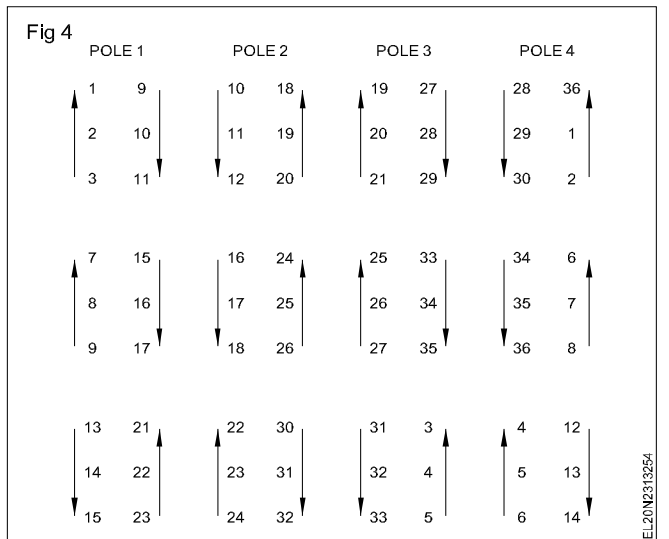 Fig 4
POLE 1 POLE 2 POLE 3 POLE 4
1 9 10 18 19 27 28 36
2 10 11 19 20 28 29 1
3 11 12 20 21 29 30 2
7 15 16 24 25 33 34 6
8 16 17 25 26 34 35 7
9 17 18 26 27 35 36 8
13 21 22 30 31 3 4 12
14 22 23 31 32 4 5 13
15 23 24 32 33 5 6 14
EL20N2313254